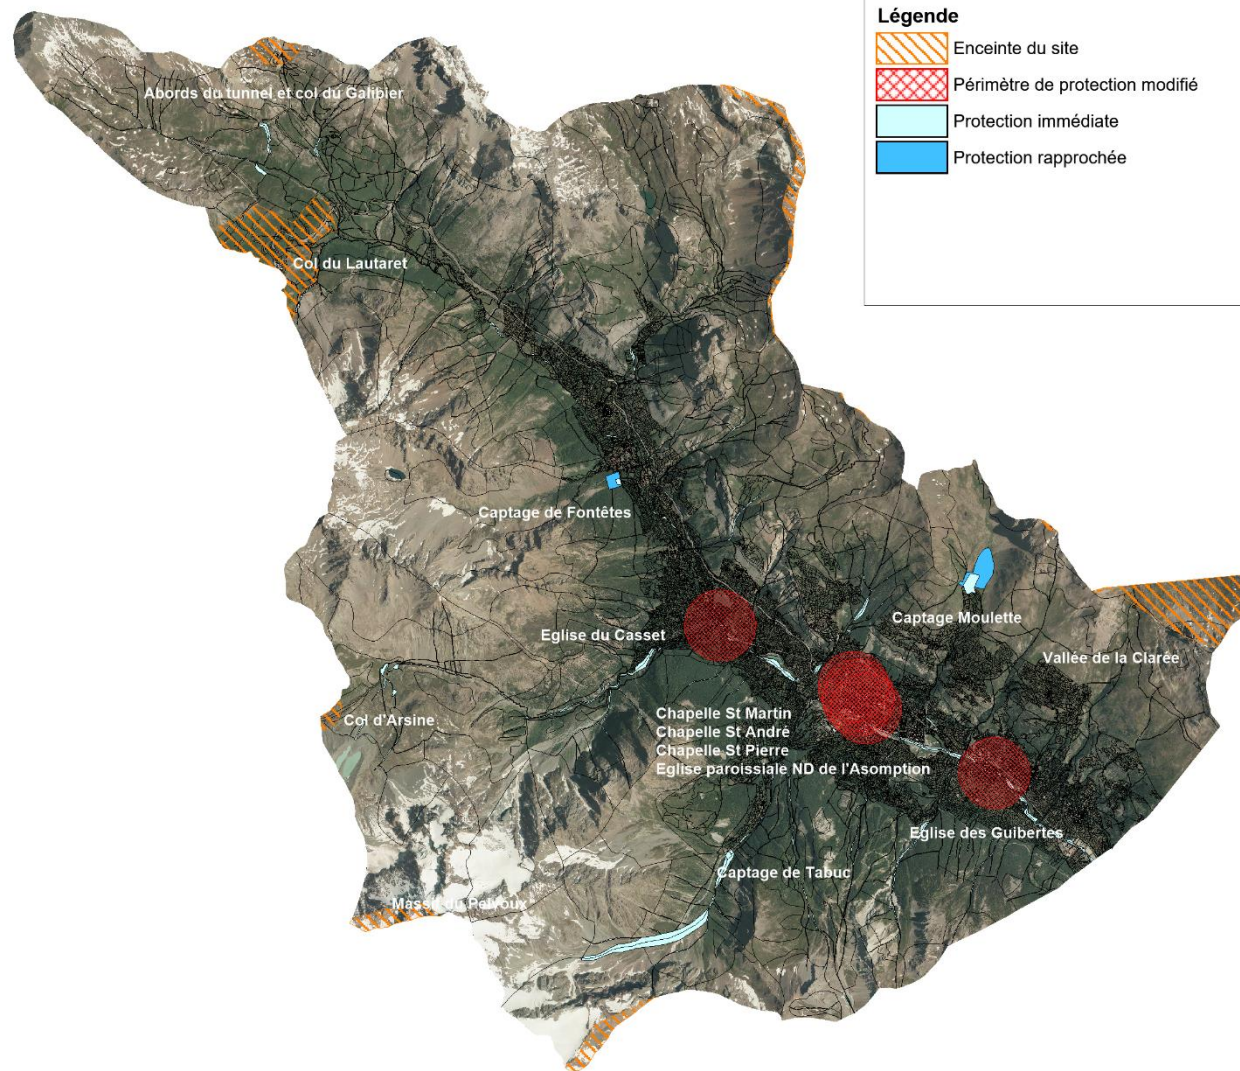 Légende
Enceinte du site
Périmètre de protection modifié
Protection immédiate
Protection rapprochée
Abords du tunnel et col du Galibier
Col du Lautaret
Captage de Fontêtes
Captage Moulette
Eglise du Casset
Vallée de la Clarée
Col d'Arsine
Chapelle St Martin
Chapelle St André
Chapelle St Pierre
Eglise paroissiale ND de l'Asomption
Eglise des Guibertes
Captage de Tabuc
Massif du Pelvoux